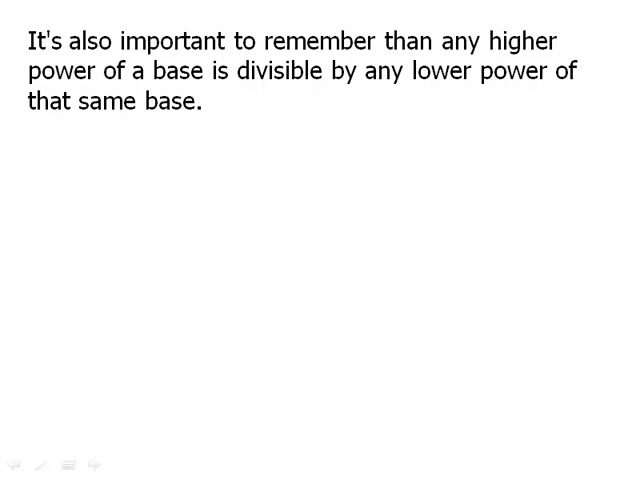 It's also important to remember than any higher
power of a base is divisible by any lower power of
that same base.